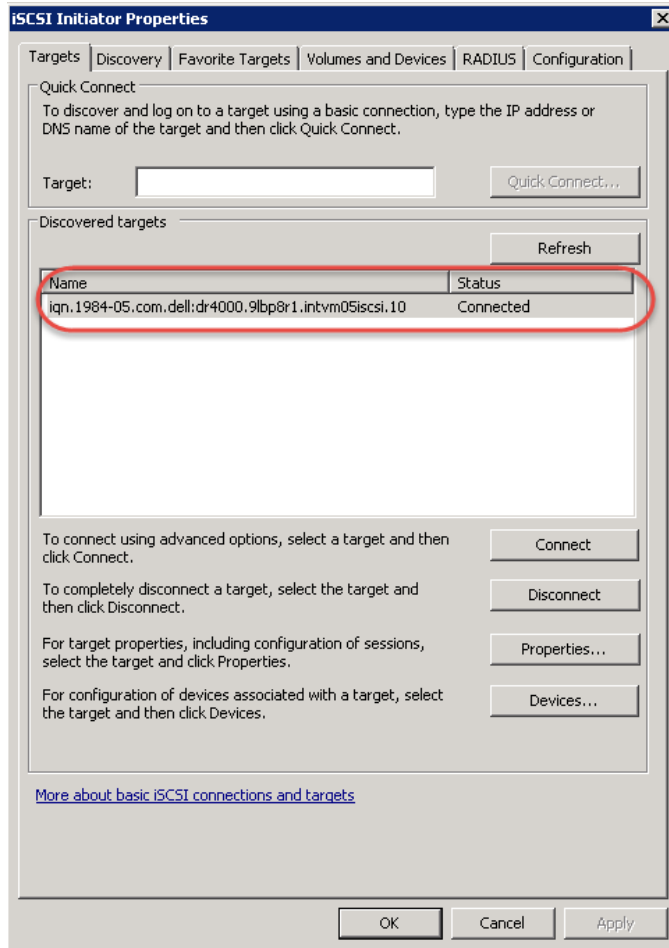 iSCSI Initiator Properties
Targets Discovery Favorite Targets Volumes and Devices RADIUS Configuration
Quick Connect
To discover and log on to a target using a basic connection, type the IP address or
DNS name of the target and then click Quick Connect.
Target: Quick Connect...
Discovered targets
Refresh
Name Status
iqn.1984-05.com.dell:dr4000.9lbp8r1.intvm05iscsi.10 Connected
To connect using advanced options, select a target and then
click Connect.
Connect
To completely disconnect a target, select the target and
then click Disconnect.
Disconnect
For target properties, including configuration of sessions,
select the target and click Properties.
Properties...
For configuration of devices associated with a target, select
the target and then click Devices.
Devices...
More about basic iSCSI connections and targets
OK Cancel Apply